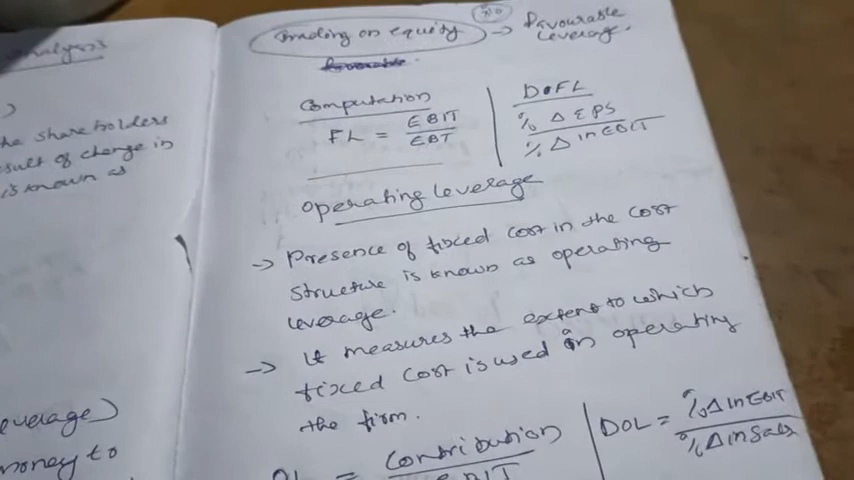 analysis
)
the shareholders
result of change in
is known as
leverage)
money to
Trading on equity → Favourable
leverage.
Computation
FL = EBIT
EBT
DOFL
% Δ EPS
% Δ in EBIT
Operating leverage
→ Presence of fixed cost in the cost
structure is known as operating
leverage.
→ It measures the extent to which
fixed cost is used in operating
the firm.
OL = Contribution
EBIT
DOL = % Δ in EBIT
% Δ in Sales